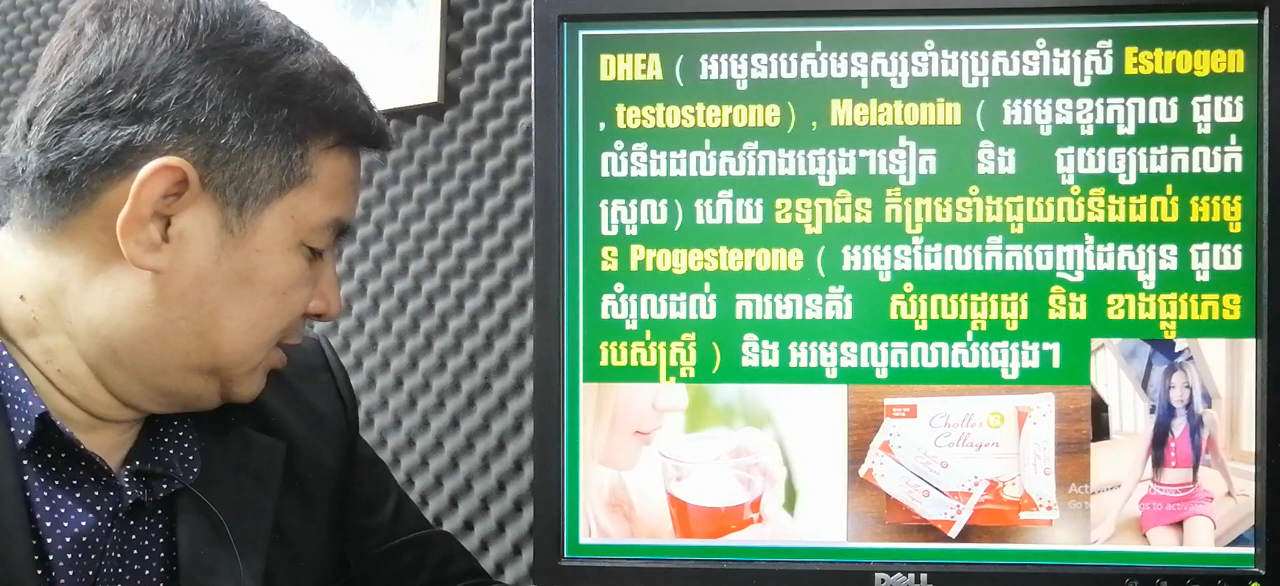 DHEA ( អរម៉ូនរបស់មនុស្សទាំងប្រុសទាំងស្រី Estrogen
, testosterone ) , Melatonin ( អរម៉ូនខួរក្បាល ជួយ
លំនឹងដល់សរីរាងផ្សេងៗទៀត និង ជួយឲ្យដេកលក់
ស្រួល ) ហើយ ខឡាជិន ក៏ព្រមទាំងជួយលំនឹងដល់ អរម៉ូ
ន Progesterone ( អរម៉ូនដែលកើតចេញដៃស្បូន ជួយ
សំរួលដល់ ការមានគ័រ សំរួលរដ្ដរដូវ និង ខាងផ្លូវភេទ
របស់ស្ត្រី ) និង អរម៉ូនលូតលាស់ផ្សេងៗ
Cholles
Collagen
DELL